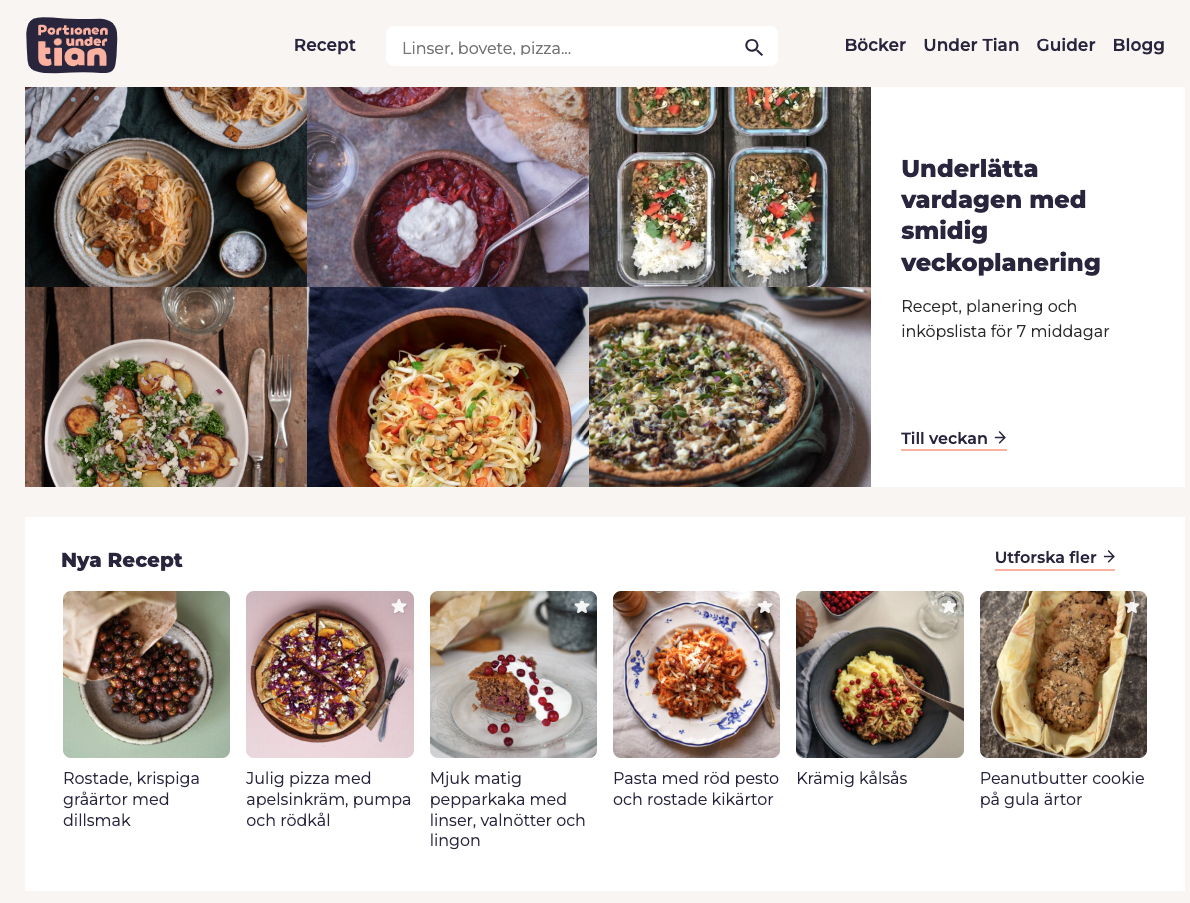 Portionen
under
tian
Recept
Linser, bovete, pizza...
Böcker
Under Tian
Guider
Blogg
Underlätta
vardagen med
smidig
veckoplanering
Recept, planering och
inköpslista för 7 middagar
Till veckan →
Nya Recept
Utforska fler →
Rostade, krispiga
gråärtor med
dillsmak
Julig pizza med
apelsinkräm, pumpa
och rödkål
Mjuk matig
pepparkaka med
linser, valnötter och
lingon
Pasta med röd pesto
och rostade kikärtor
Krämig kålsås
Peanutbutter cookie
på gula ärtor